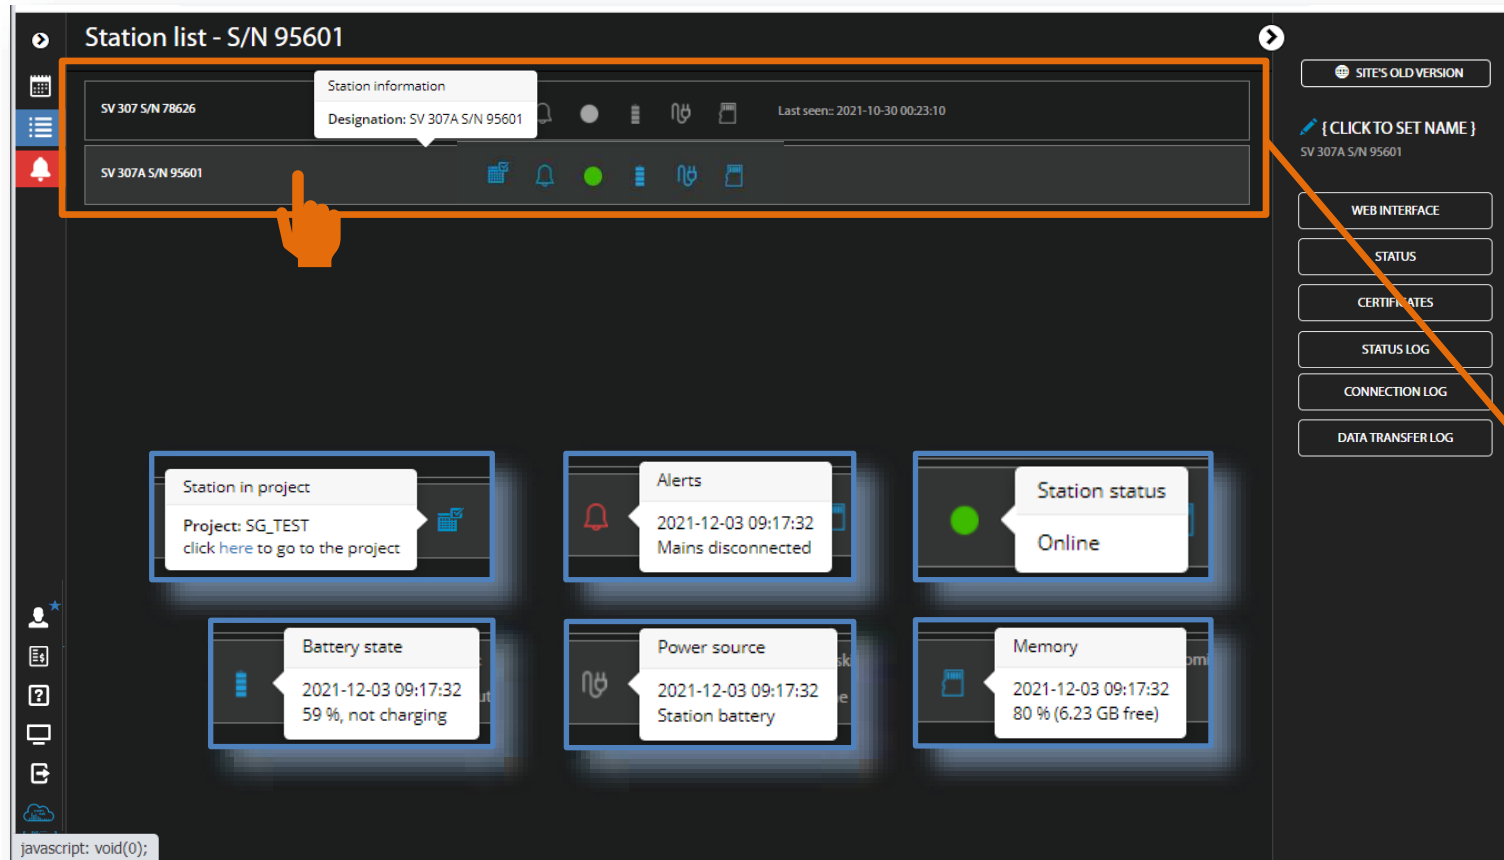 Station list - S/N 95601
SITE'S OLD VERSION
Station information
Designation: SV 307A S/N 95601
SV 307 S/N 78626
Last seen:: 2021-10-30 00:23:10
{ CLICK TO SET NAME }
SV 307A S/N 95601
SV 307A S/N 95601
WEB INTERFACE
STATUS
CERTIFICATES
STATUS LOG
CONNECTION LOG
DATA TRANSFER LOG
Station in project
Project: SG_TEST
click here to go to the project
Alerts
2021-12-03 09:17:32
Mains disconnected
Station status
Online
Battery state
2021-12-03 09:17:32
59 %, not charging
Power source
2021-12-03 09:17:32
Station battery
Memory
2021-12-03 09:17:32
80 % (6.23 GB free)
javascript: void(0);